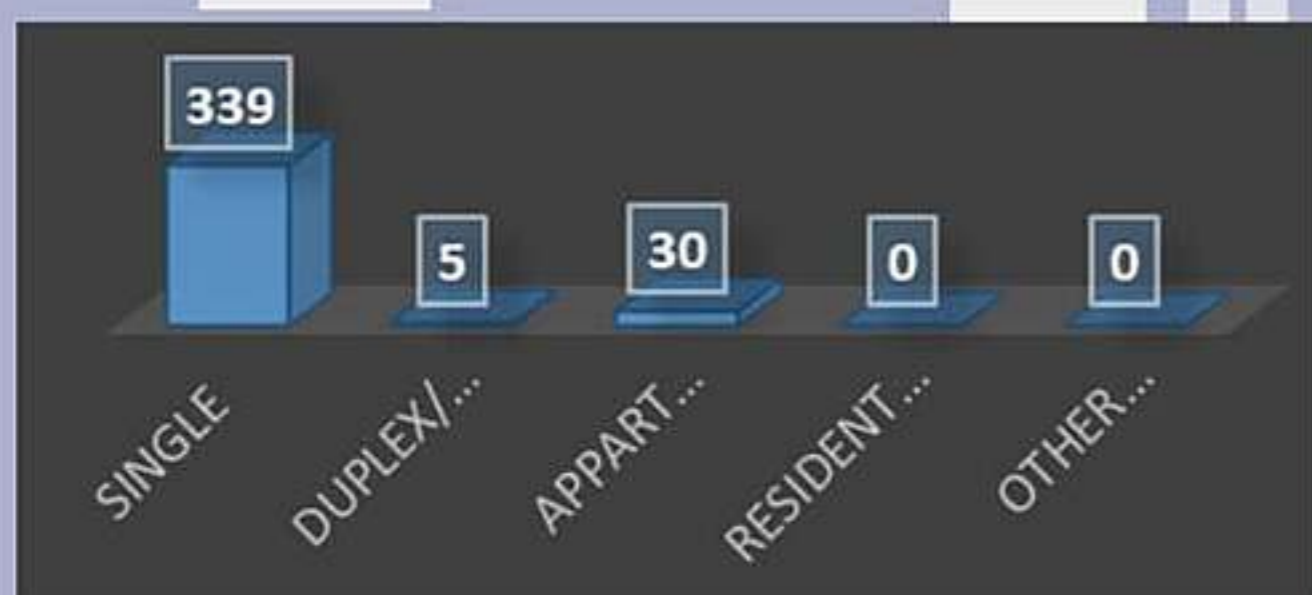 339
5
30
0
0
SINGLE
DUPLEX/...
APPART...
RESIDENT...
OTHER...